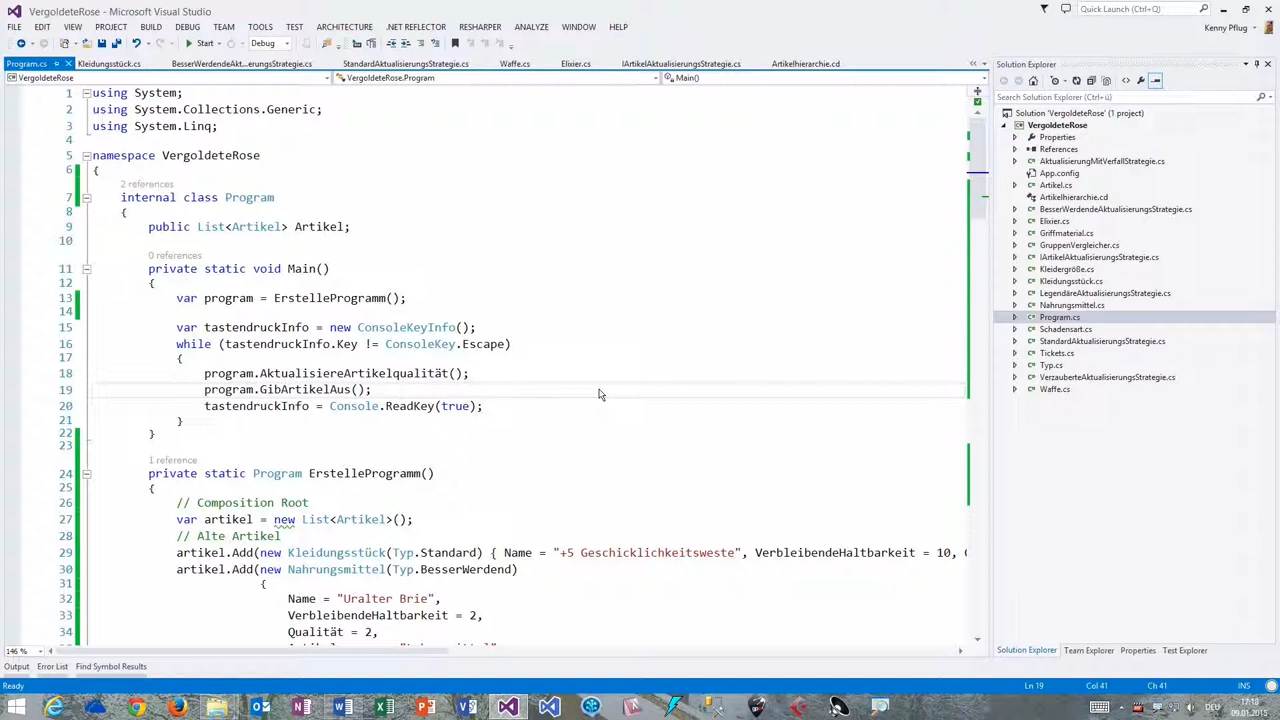 VergoldeteRose - Microsoft Visual Studio
Quick Launch (Ctrl+Q)
FILE EDIT VIEW PROJECT BUILD DEBUG TEAM TOOLS TEST ARCHITECTURE .NET REFLECTOR RESHARPER ANALYZE WINDOW HELP
Kenny Pflug
Start Debug
Program.cs Kleidungsstück.cs BesserWerdendeAkt...erungsStrategie.cs StandardAktualisierungsStrategie.cs Waffe.cs Elixier.cs IArtikelAktualisierungsStrategie.cs Artikelhierarchie.cd
VergoldeteRose VergoldeteRose.Program Main()
1 using System;
2 using System.Collections.Generic;
3 using System.Linq;
4
5 namespace VergoldeteRose
6 {
2 references
7 internal class Program
8 {
9 public List<Artikel> Artikel;
10
0 references
11 private static void Main()
12 {
13 var program = ErstelleProgramm();
14
15 var tastendruckInfo = new ConsoleKeyInfo();
16 while (tastendruckInfo.Key != ConsoleKey.Escape)
17 {
18 program.AktualisiereArtikelqualität();
19 program.GibArtikelAus();
20 tastendruckInfo = Console.ReadKey(true);
21 }
22 }
23
1 reference
24 private static Program ErstelleProgramm()
25 {
26 // Composition Root
27 var artikel = new List<Artikel>();
28 // Alte Artikel
29 artikel.Add(new Kleidungsstück(Typ.Standard) { Name = "+5 Geschicklichkeitsweste", VerbleibendeHaltbarkeit = 10,
30 artikel.Add(new Nahrungsmittel(Typ.BesserWerdend)
31 {
32 Name = "Uralter Brie",
33 VerbleibendeHaltbarkeit = 2,
34 Qualität = 2,
146 %
Solution Explorer
Search Solution Explorer (Ctrl+ü)
Solution 'VergoldeteRose' (1 project)
VergoldeteRose
Properties
References
AktualisierungMitVerfallStrategie.cs
App.config
Artikel.cs
Artikelhierarchie.cd
BesserWerdendeAktualisierungsStrategie.cs
Elixier.cs
Griffmaterial.cs
GruppenVergleicher.cs
IArtikelAktualisierungsStrategie.cs
Kleidergröße.cs
Kleidungsstück.cs
LegendäreAktualisierungsStrategie.cs
Nahrungsmittel.cs
Program.cs
Schadensart.cs
StandardAktualisierungsStrategie.cs
Tickets.cs
Typ.cs
VerzauberteAktualisierungsStrategie.cs
Waffe.cs
Solution Explorer Team Explorer Properties Test Explorer
Output Error List Find Symbol Results
Ready Ln 19 Col 41 Ch 41 INS
DEU 17:18
09.01.2015